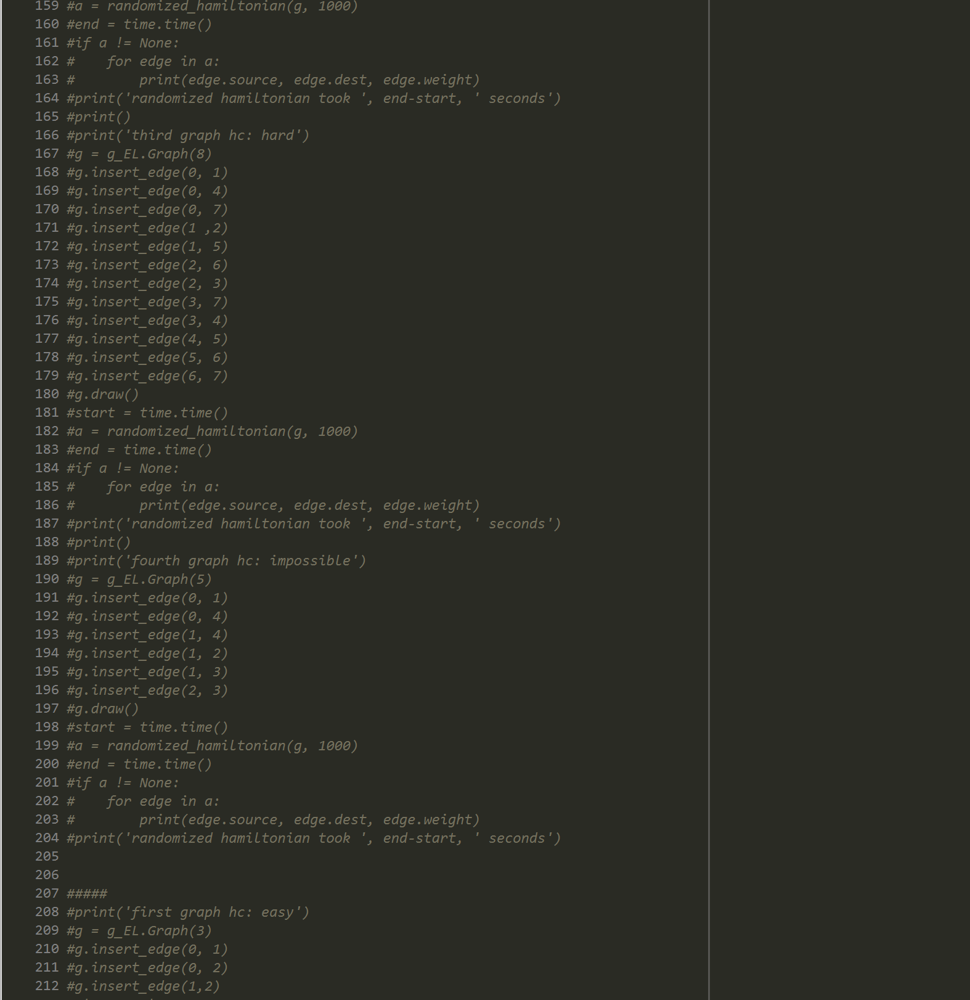 159 #a = randomized_hamiltonian(g, 1000)
160 #end = time.time()
161 #if a != None:
162 #    for edge in a:
163 #        print(edge.source, edge.dest, edge.weight)
164 #print('randomized hamiltonian took ', end-start, ' seconds')
165 #print()
166 #print('third graph hc: hard')
167 #g = g_EL.Graph(8)
168 #g.insert_edge(0, 1)
169 #g.insert_edge(0, 4)
170 #g.insert_edge(0, 7)
171 #g.insert_edge(1 ,2)
172 #g.insert_edge(1, 5)
173 #g.insert_edge(2, 6)
174 #g.insert_edge(2, 3)
175 #g.insert_edge(3, 7)
176 #g.insert_edge(3, 4)
177 #g.insert_edge(4, 5)
178 #g.insert_edge(5, 6)
179 #g.insert_edge(6, 7)
180 #g.draw()
181 #start = time.time()
182 #a = randomized_hamiltonian(g, 1000)
183 #end = time.time()
184 #if a != None:
185 #    for edge in a:
186 #        print(edge.source, edge.dest, edge.weight)
187 #print('randomized hamiltonian took ', end-start, ' seconds')
188 #print()
189 #print('fourth graph hc: impossible')
190 #g = g_EL.Graph(5)
191 #g.insert_edge(0, 1)
192 #g.insert_edge(0, 4)
193 #g.insert_edge(1, 4)
194 #g.insert_edge(1, 2)
195 #g.insert_edge(1, 3)
196 #g.insert_edge(2, 3)
197 #g.draw()
198 #start = time.time()
199 #a = randomized_hamiltonian(g, 1000)
200 #end = time.time()
201 #if a != None:
202 #    for edge in a:
203 #        print(edge.source, edge.dest, edge.weight)
204 #print('randomized hamiltonian took ', end-start, ' seconds')
205
206
207 #####
208 #print('first graph hc: easy')
209 #g = g_EL.Graph(3)
210 #g.insert_edge(0, 1)
211 #g.insert_edge(0, 2)
212 #g.insert_edge(1,2)